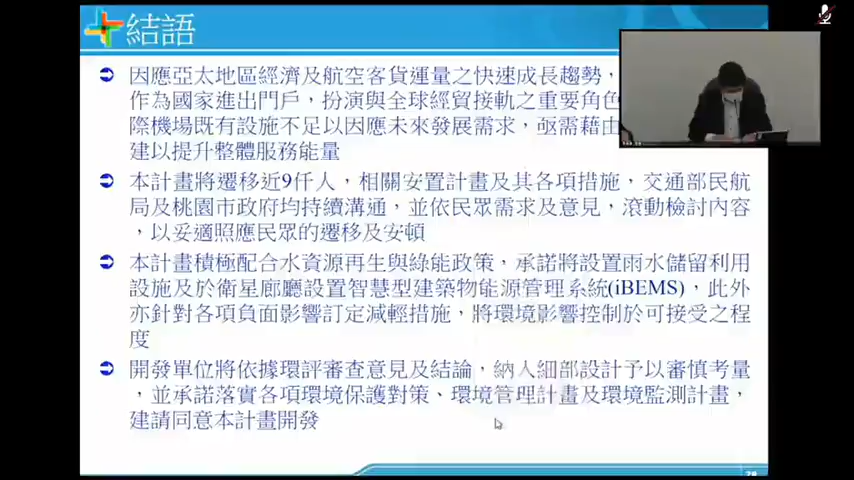 結語
因應亞太地區經濟及航空客貨運量之快速成長趨勢，
作為國家進出門戶，扮演與全球經貿接軌之重要角色
際機場既有設施不足以因應未來發展需求，亟需藉由
建以提升整體服務能量
本計畫將遷移近9仟人，相關安置計畫及其各項措施，交通部民航
局及桃園市政府均持續溝通，並依民眾需求及意見，滾動檢討內容
，以妥適照應民眾的遷移及安頓
本計畫積極配合水資源再生與綠能政策，承諾將設置雨水儲留利用
設施及於衛星廊廳設置智慧型建築物能源管理系統(iBEMS)，此外
亦針對各項負面影響訂定減輕措施，將環境影響控制於可接受之程
度
開發單位將依據環評審查意見及結論，納入細部設計予以審慎考量
，並承諾落實各項環境保護對策、環境管理計畫及環境監測計畫，
建請同意本計畫開發